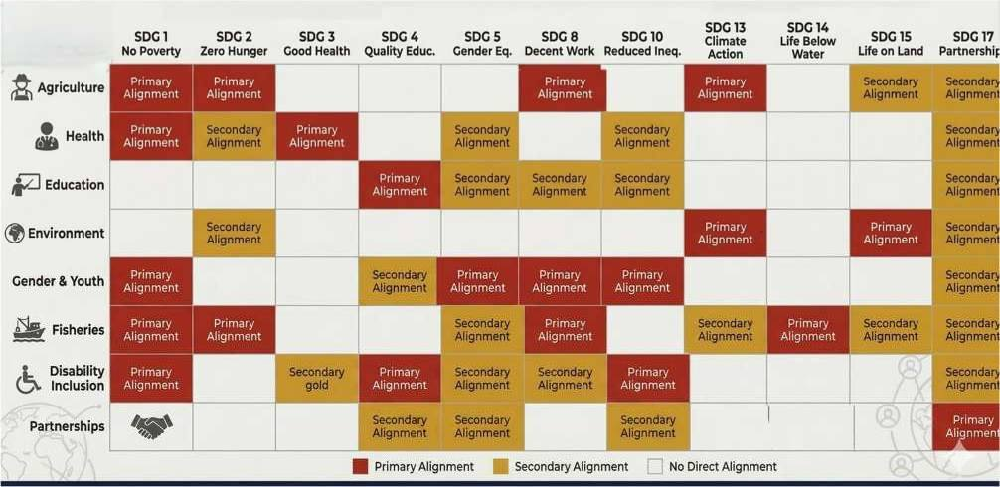 SDG 1
No Poverty
SDG 2
Zero Hunger
SDG 3
Good Health
SDG 4
Quality Educ.
SDG 5
Gender Eq.
SDG 8
Decent Work
SDG 10
Reduced Ineq.
SDG 13
Climate
Action
SDG 14
Life Below
Water
SDG 15
Life on Land
SDG 17
Partnership
Agriculture
Primary
Alignment
Primary
Alignment
Primary
Alignment
Primary
Alignment
Secondary
Alignment
Secondary
Alignment
Health
Primary
Alignment
Secondary
Alignment
Primary
Alignment
Secondary
Alignment
Secondary
Alignment
Secondary
Alignment
Education
Primary
Alignment
Secondary
Alignment
Secondary
Alignment
Secondary
Alignment
Secondary
Alignment
Environment
Secondary
Alignment
Primary
Alignment
Primary
Alignment
Secondary
Alignment
Gender & Youth
Primary
Alignment
Secondary
Alignment
Primary
Alignment
Primary
Alignment
Primary
Alignment
Secondary
Alignment
Fisheries
Primary
Alignment
Primary
Alignment
Secondary
Alignment
Primary
Alignment
Secondary
Alignment
Primary
Alignment
Secondary
Alignment
Secondary
Alignment
Disability
Inclusion
Primary
Alignment
Secondary
gold
Primary
Alignment
Secondary
Alignment
Secondary
Alignment
Primary
Alignment
Secondary
Alignment
Partnerships
Secondary
Alignment
Secondary
Alignment
Secondary
Alignment
Primary
Alignment
Primary Alignment
Secondary Alignment
No Direct Alignment